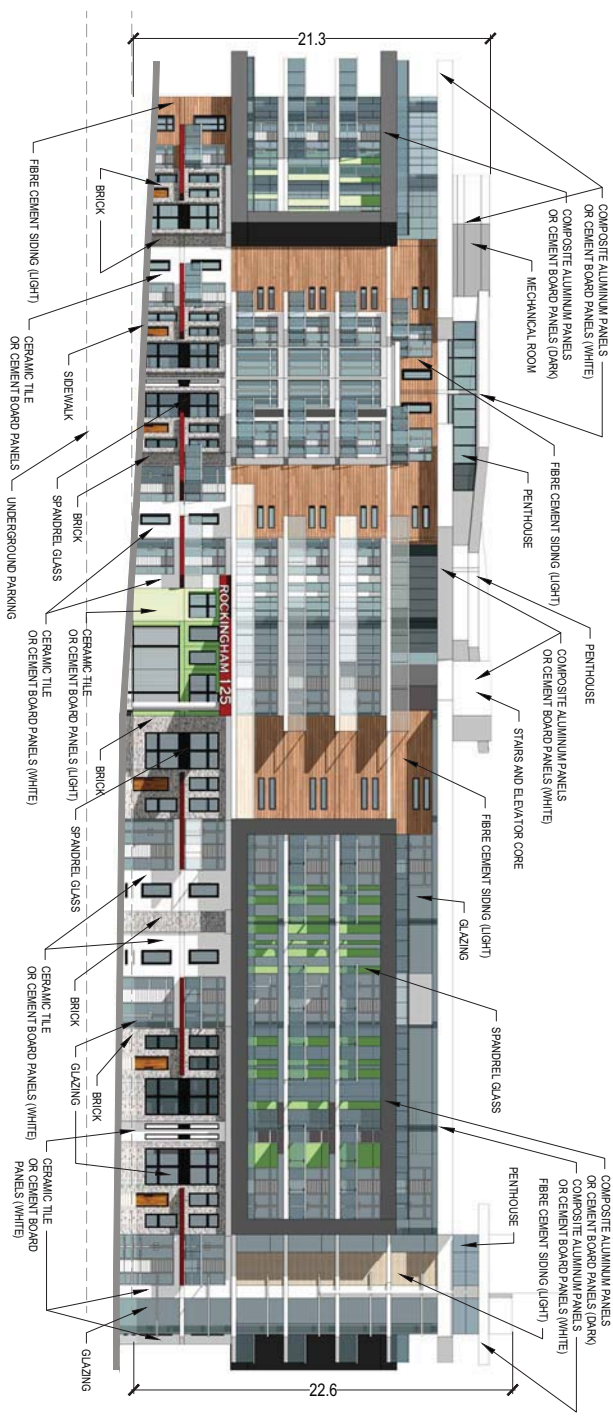 COMPOSITE ALUMINUM PANELS
OR CEMENT BOARD PANELS (WHITE)
COMPOSITE ALUMINUM PANELS
OR CEMENT BOARD PANELS (DARK)
MECHANICAL ROOM
FIBRE CEMENT SIDING (LIGHT)
PENTHOUSE
PENTHOUSE
COMPOSITE ALUMINUM PANELS
OR CEMENT BOARD PANELS (WHITE)
STAIRS AND ELEVATOR CORE
FIBRE CEMENT SIDING (LIGHT)
GLAZING
SPANDREL GLASS
COMPOSITE ALUMINUM PANELS
OR CEMENT BOARD PANELS (DARK)
COMPOSITE ALUMINUM PANELS
OR CEMENT BOARD PANELS (WHITE)
FIBRE CEMENT SIDING (LIGHT)
PENTHOUSE
21.3
ROCKINGHAM 125
22.6
FIBRE CEMENT SIDING (LIGHT)
BRICK
CERAMIC TILE
OR CEMENT BOARD PANELS
SIDEWALK
UNDERGROUND PARKING
SPANDREL GLASS
BRICK
CERAMIC TILE
OR CEMENT BOARD PANELS (WHITE)
CERAMIC TILE
OR CEMENT BOARD PANELS (LIGHT)
BRICK
SPANDREL GLASS
CERAMIC TILE
OR CEMENT BOARD PANELS (WHITE)
BRICK
GLAZING
BRICK
CERAMIC TILE
OR CEMENT BOARD
PANELS (WHITE)
GLAZING